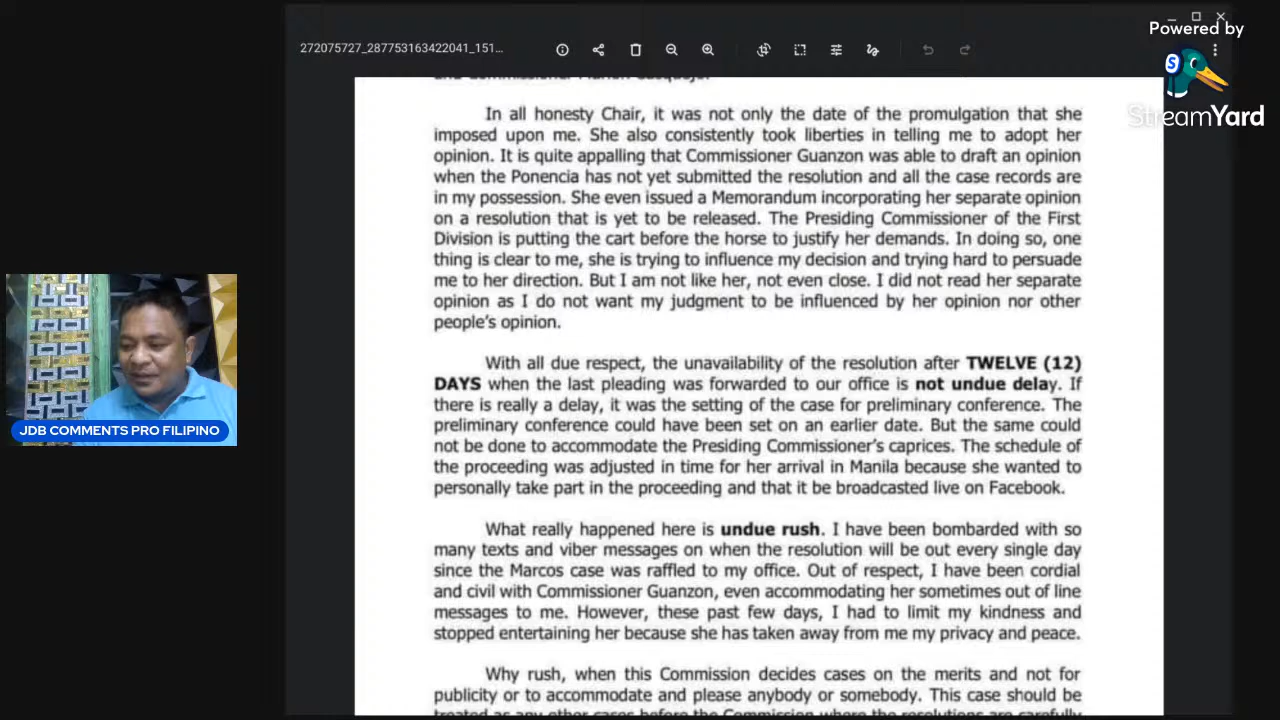 Powered by
StreamYard
272075727_287753163422041_151...
In all honesty Chair, it was not only the date of the promulgation that she
imposed upon me. She also consistently took liberties in telling me to adopt her
opinion. It is quite appalling that Commissioner Guanzon was able to draft an opinion
when the Ponencia has not yet submitted the resolution and all the case records are
in my possession. She even issued a Memorandum incorporating her separate opinion
on a resolution that is yet to be released. The Presiding Commissioner of the First
Division is putting the cart before the horse to justify her demands. In doing so, one
thing is clear to me, she is trying to influence my decision and trying hard to persuade
me to her direction. But I am not like her, not even close. I did not read her separate
opinion as I do not want my judgment to be influenced by her opinion nor other
people's opinion.
With all due respect, the unavailability of the resolution after TWELVE (12)
DAYS when the last pleading was forwarded to our office is not undue delay. If
there is really a delay, it was the setting of the case for preliminary conference. The
preliminary conference could have been set on an earlier date. But the same could
not be done to accommodate the Presiding Commissioner's caprices. The schedule of
the proceeding was adjusted in time for her arrival in Manila because she wanted to
personally take part in the proceeding and that it be broadcasted live on Facebook.
What really happened here is undue rush. I have been bombarded with so
many texts and viber messages on when the resolution will be out every single day
since the Marcos case was raffled to my office. Out of respect, I have been cordial
and civil with Commissioner Guanzon, even accommodating her sometimes out of line
messages to me. However, these past few days, I had to limit my kindness and
stopped entertaining her because she has taken away from me my privacy and peace.
Why rush, when this Commission decides cases on the merits and not for
publicity or to accommodate and please anybody or somebody. This case should be
treated as any other cases before the Commission where the resolutions are carefully
JDB COMMENTS PRO FILIPINO